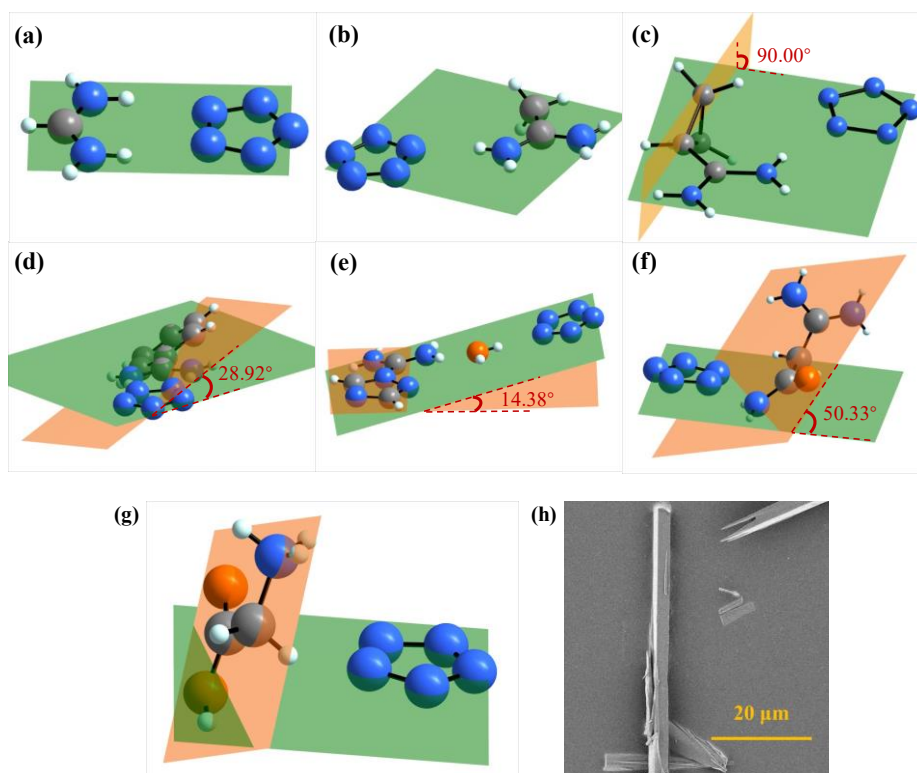 (a)
(b)
(c)
90.00°
(d)
28.92°
(e)
14.38°
(f)
50.33°
(g)
(h)
20 µm